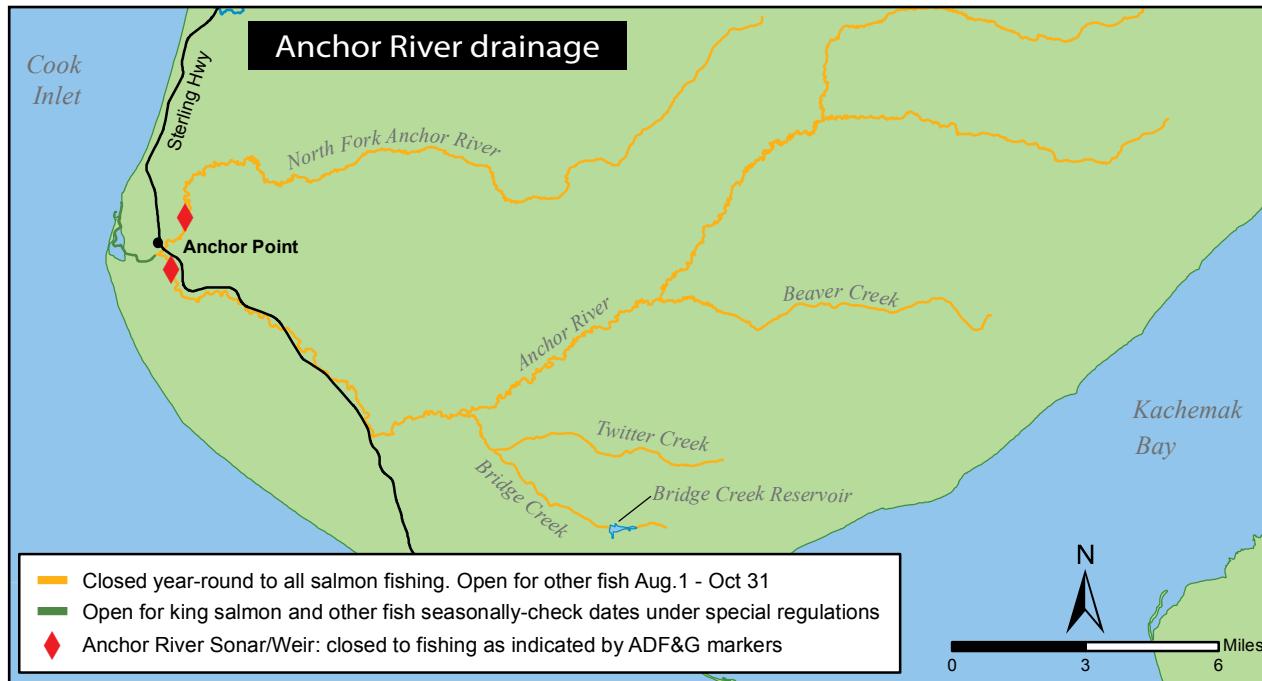 Anchor River drainage
Cook
Inlet
Sterling Hwy
North Fork Anchor River
Anchor Point
Beaver Creek
Anchor River
Kachemak
Bay
Twitter Creek
Bridge Creek
Bridge Creek Reservoir
Closed year-round to all salmon fishing. Open for other fish Aug.1 - Oct 31
Open for king salmon and other fish seasonally-check dates under special regulations
Anchor River Sonar/Weir: closed to fishing as indicated by ADF&G markers
N
Miles
0 3 6